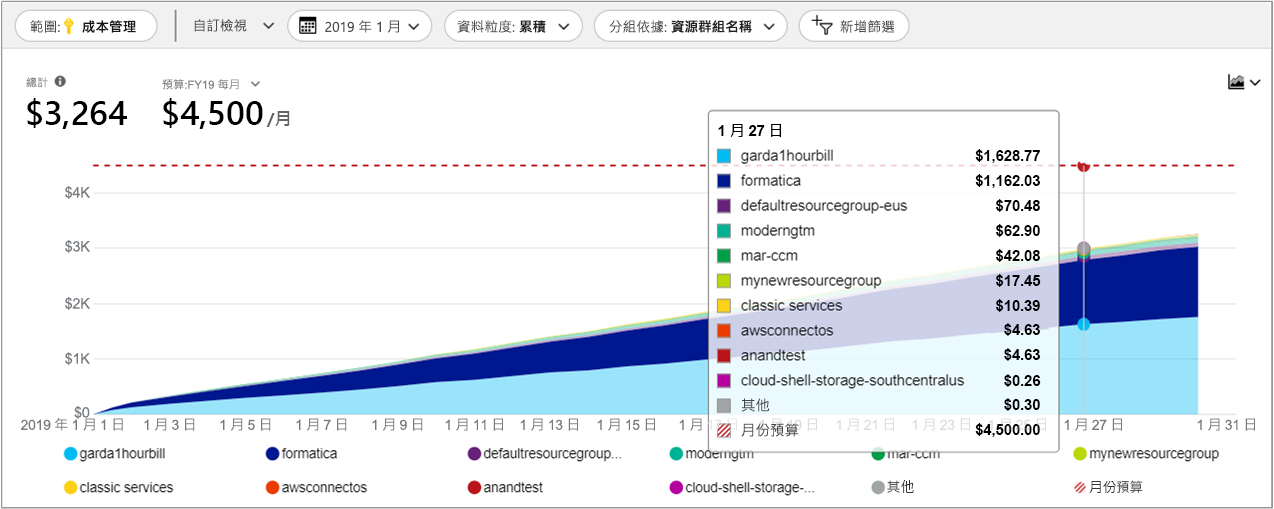 範圍: 成本管理 自訂檢視 2019 年 1 月 資料粒度: 累積 分組依據: 資源群組名稱 新增篩選
總計 預算:FY19 每月
$3,264 $4,500 /月
1 月 27 日
garda1hourbill $1,628.77
formatica $1,162.03
defaultresourcegroup-eus $70.48
moderngtm $62.90
mar-ccm $42.08
mynewresourcegroup $17.45
classic services $10.39
awsconnectos $4.63
anandtest $4.63
cloud-shell-storage-southcentralus $0.26
其他 $0.30
月份預算 $4,500.00
$4K
$3K
$2K
$1K
$0
2019 年 1 月 1 日 1 月 3 日 1 月 5 日 1 月 7 日 1 月 9 日 1 月 11 日 1 月 13 日 1 月 15 日 1 月 21 日 1 月 23 日 1 月 27 日 1 月 31 日
garda1hourbill formatica defaultresourcegroup... moderngtm mar-ccm mynewresourcegroup
classic services awsconnectos anandtest cloud-shell-storage-... 其他 月份預算